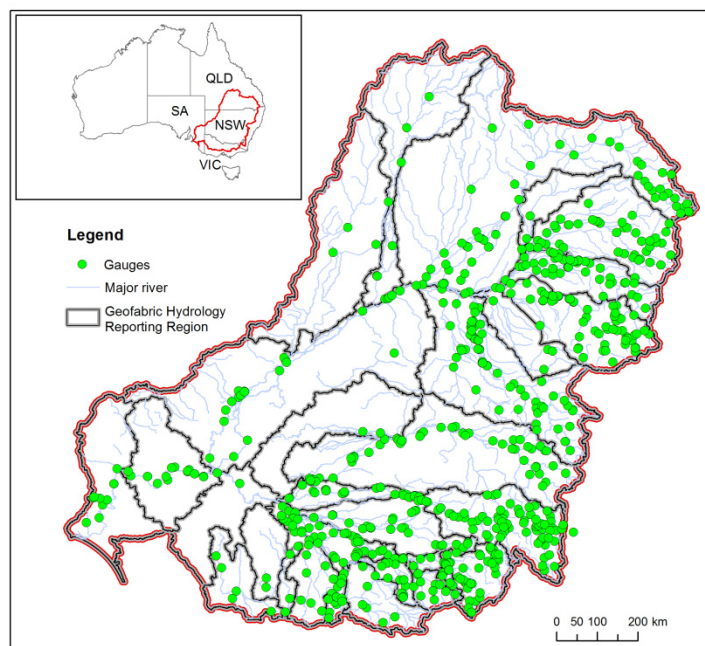 QLD
SA
NSW
VIC
Legend
Gauges
Major river
Geofabric Hydrology
Reporting Region
0 50 100 200 km